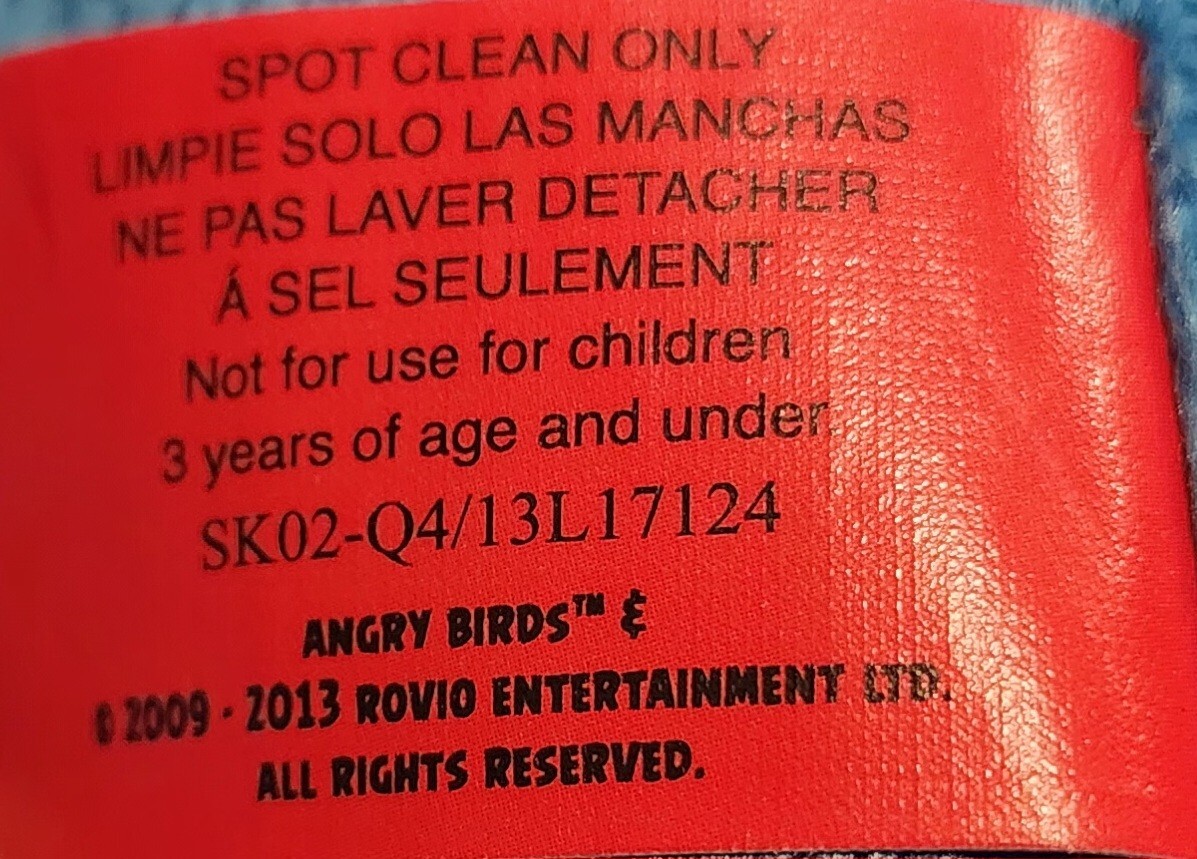 SPOT CLEAN ONLY
LIMPIE SOLO LAS MANCHAS
NE PAS LAVER DETACHER
Á SEL SEULEMENT
Not for use for children
3 years of age and under.
SK02-Q4/13L17124
ANGRY BIRDS™ &
© 2009 - 2013 ROVIO ENTERTAINMENT LTD.
ALL RIGHTS RESERVED.